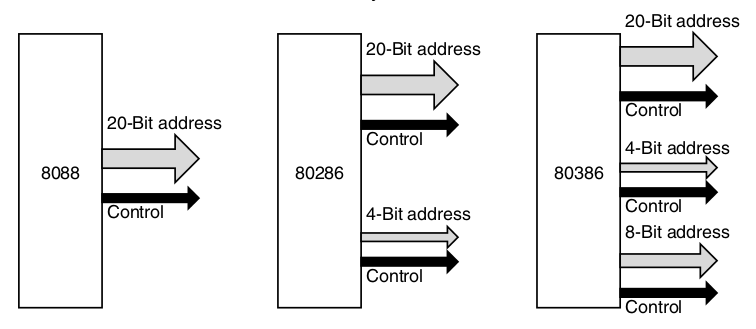 8088
20-Bit address
Control
80286
20-Bit address
Control
4-Bit address
Control
80386
20-Bit address
Control
4-Bit address
Control
8-Bit address
Control